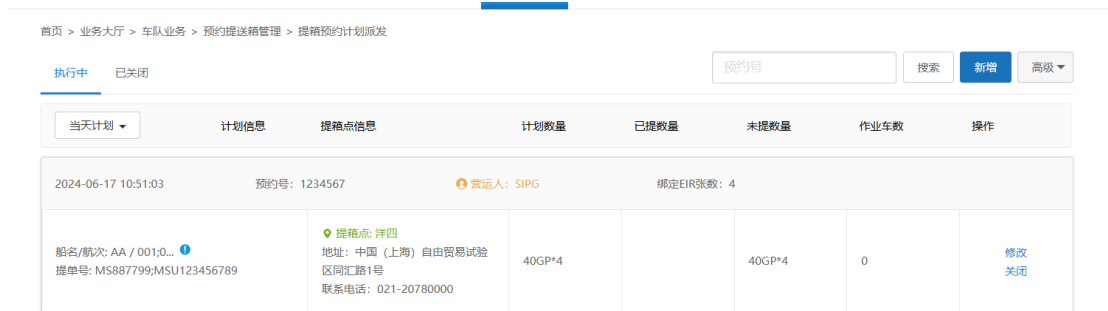 首页 > 业务大厅 > 车队业务 > 预约提送箱管理 > 提箱预约计划派发
执行中 已关闭 预约号 搜索 新增 高级
当天计划 计划信息 提箱点信息 计划数量 已提数量 未提数量 作业车数 操作
2024-06-17 10:51:03 预约号：1234567 营运人：SIPG 绑定EIR张数：4
船名/航次: AA / 001;0...
提单号: MS887799;MSU123456789
提箱点: 洋四
地址：中国（上海）自由贸易试验
区同汇路1号
联系电话：021-20780000
40GP*4 40GP*4 0
修改
关闭